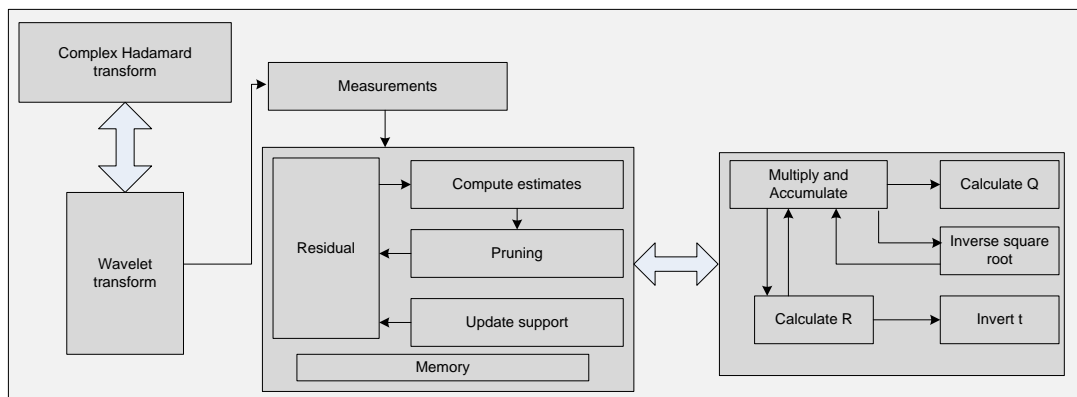 Complex Hadamard
transform
Wavelet
transform
Measurements
Residual
Compute estimates
Pruning
Update support
Memory
Multiply and
Accumulate
Calculate Q
Inverse square
root
Calculate R
Invert t